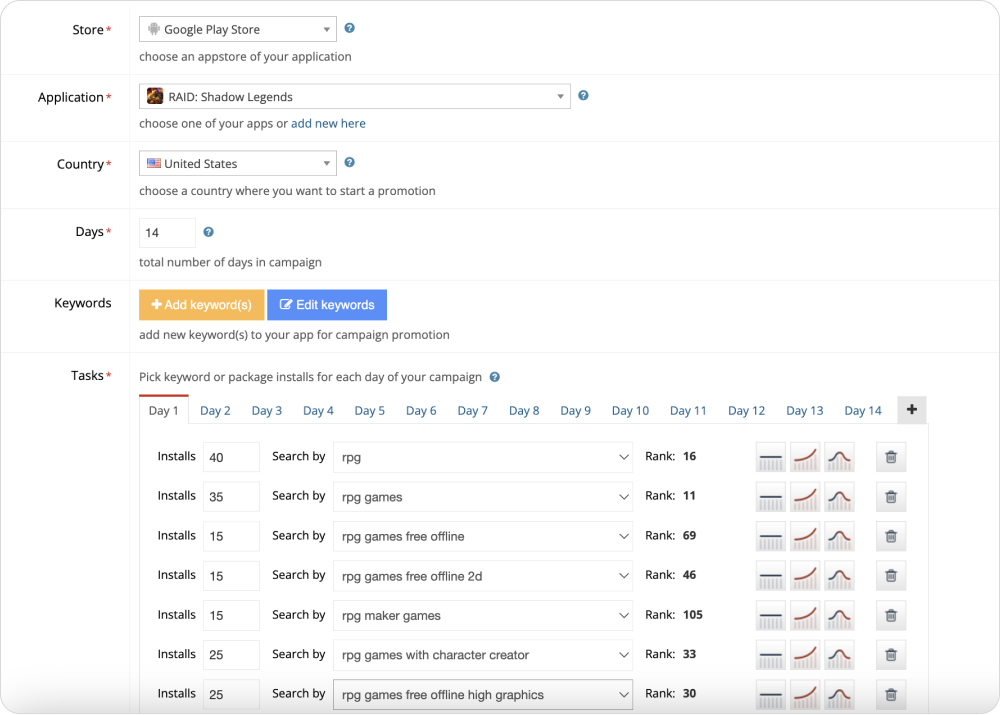 Store* Google Play Store
choose an appstore of your application
Application* RAID: Shadow Legends
choose one of your apps or add new here
Country* United States
choose a country where you want to start a promotion
Days* 14
total number of days in campaign
Keywords Add keyword(s) Edit keywords
add new keyword(s) to your app for campaign promotion
Tasks* Pick keyword or package installs for each day of your campaign
Day 1 Day 2 Day 3 Day 4 Day 5 Day 6 Day 7 Day 8 Day 9 Day 10 Day 11 Day 12 Day 13 Day 14 +
Installs 40 Search by rpg Rank: 16
Installs 35 Search by rpg games Rank: 11
Installs 15 Search by rpg games free offline Rank: 69
Installs 15 Search by rpg games free offline 2d Rank: 46
Installs 15 Search by rpg maker games Rank: 105
Installs 25 Search by rpg games with character creator Rank: 33
Installs 25 Search by rpg games free offline high graphics Rank: 30